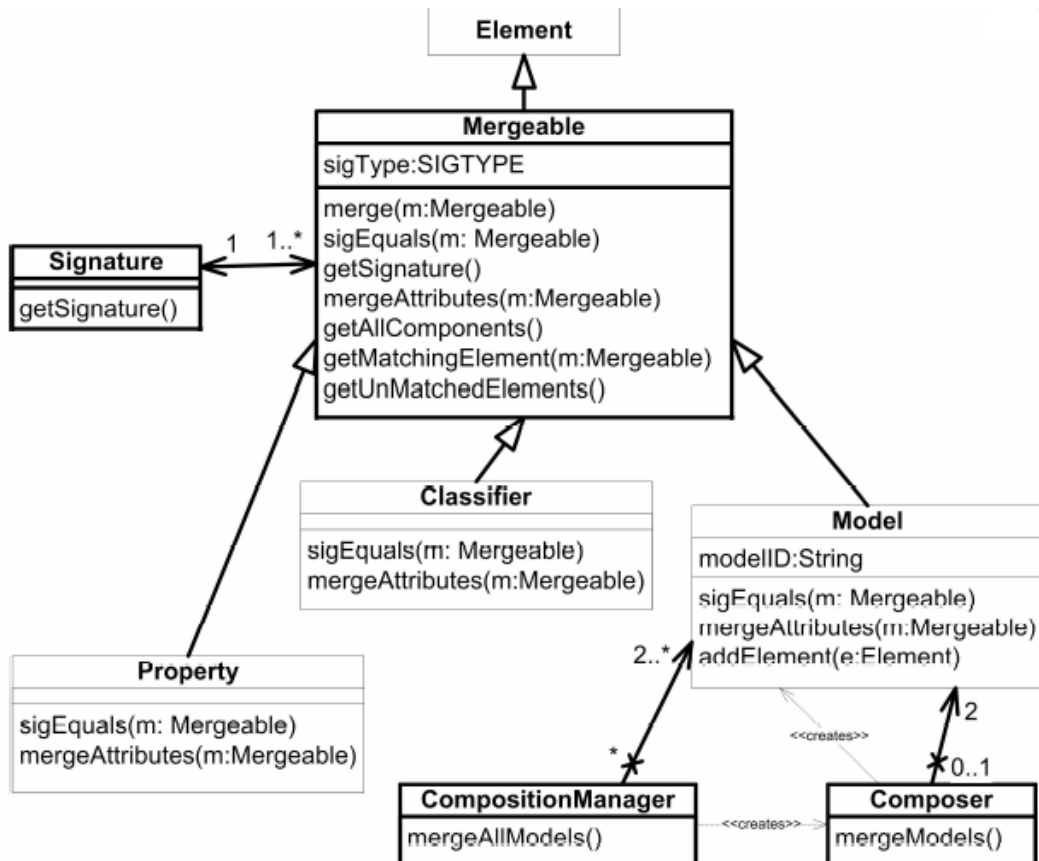 Element
Mergeable
sigType:SIGTYPE
merge(m:Mergeable)
sigEquals(m: Mergeable)
getSignature()
mergeAttributes(m:Mergeable)
getAllComponents()
getMatchingElement(m:Mergeable)
getUnMatchedElements()
1
1..*
Signature
getSignature()
Classifier
sigEquals(m: Mergeable)
mergeAttributes(m:Mergeable)
Model
modelID:String
sigEquals(m: Mergeable)
mergeAttributes(m:Mergeable)
addElement(e:Element)
Property
sigEquals(m: Mergeable)
mergeAttributes(m:Mergeable)
2..*
*
2
0..1
<<creates>>
CompositionManager
mergeAllModels()
<<creates>>
Composer
mergeModels()